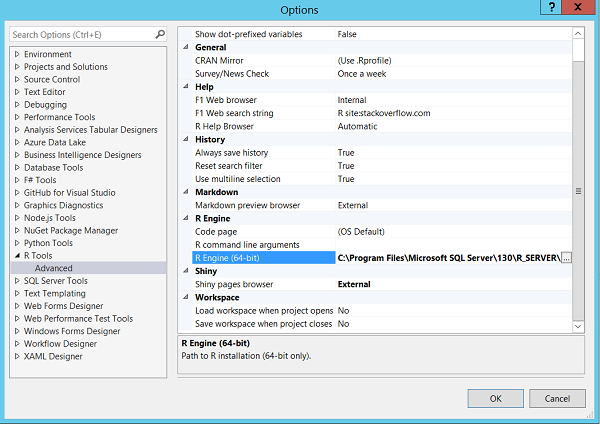 Options
? X
Search Options (Ctrl+E)
Environment
Projects and Solutions
Source Control
Text Editor
Debugging
Performance Tools
Analysis Services Tabular Designers
Azure Data Lake
Business Intelligence Designers
Database Tools
F# Tools
GitHub for Visual Studio
Graphics Diagnostics
Node.js Tools
NuGet Package Manager
Python Tools
R Tools
Advanced
SQL Server Tools
Text Templating
Web Forms Designer
Web Performance Test Tools
Windows Forms Designer
Workflow Designer
XAML Designer
Show dot-prefixed variables False
General
CRAN Mirror (Use .Rprofile)
Survey/News Check Once a week
Help
F1 Web browser Internal
F1 Web search string R site:stackoverflow.com
R Help Browser Automatic
History
Always save history True
Reset search filter True
Use multiline selection True
Markdown
Markdown preview browser External
R Engine
Code page (OS Default)
R command line arguments
R Engine (64-bit) C:\Program Files\Microsoft SQL Server\130\R_SERVER\ ...
Shiny
Shiny pages browser External
Workspace
Load workspace when project opens No
Save workspace when project closes No
R Engine (64-bit)
Path to R installation (64-bit only).
OK Cancel